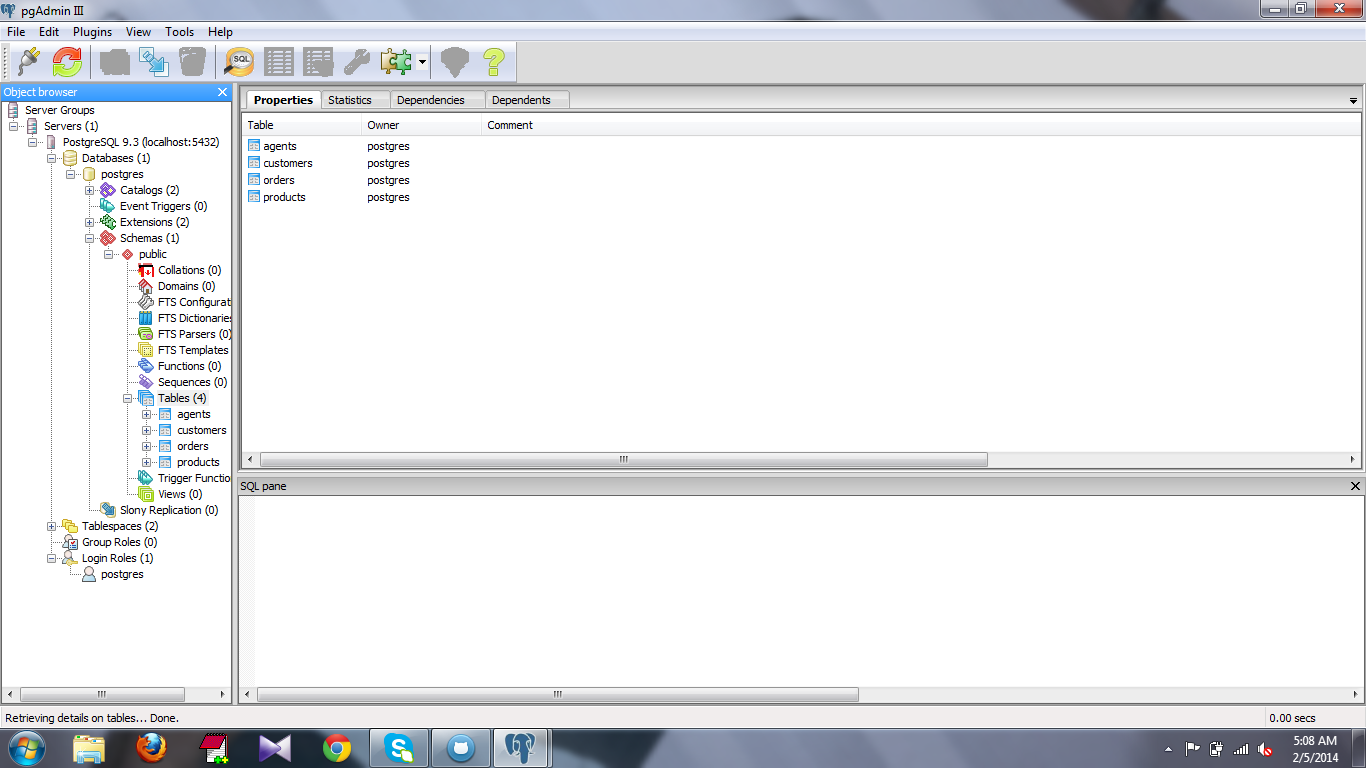 pgAdmin III
File Edit Plugins View Tools Help
SQL
Object browser
Server Groups
Servers (1)
PostgreSQL 9.3 (localhost:5432)
Databases (1)
postgres
Catalogs (2)
Event Triggers (0)
Extensions (2)
Schemas (1)
public
Collations (0)
Domains (0)
FTS Configurat
FTS Dictionaries
FTS Parsers (0)
FTS Templates
Functions (0)
Sequences (0)
Tables (4)
agents
customers
orders
products
Trigger Functio
Views (0)
Slony Replication (0)
Tablespaces (2)
Group Roles (0)
Login Roles (1)
postgres
Properties Statistics Dependencies Dependents
Table Owner Comment
agents postgres
customers postgres
orders postgres
products postgres
SQL pane
Retrieving details on tables... Done. 0.00 secs
5:08 AM
2/5/2014